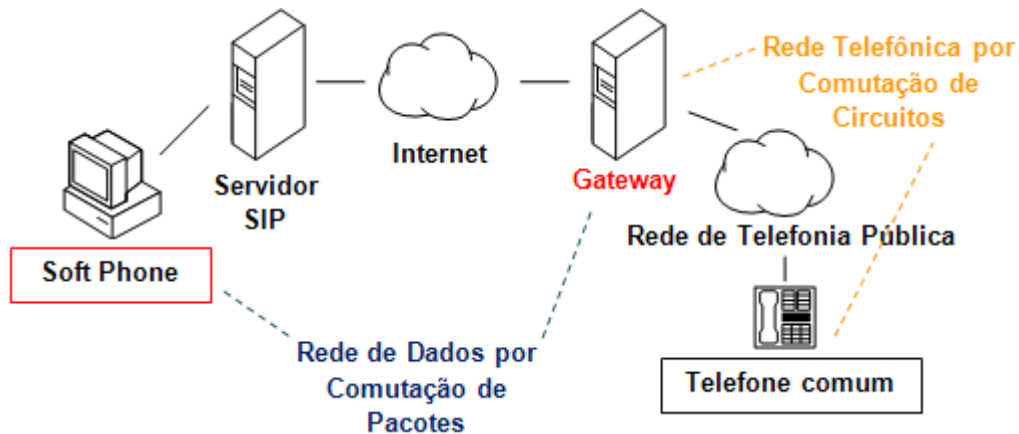 Rede Telefônica por
Comutação de
Circuitos
Internet
Servidor
SIP
Gateway
Rede de Telefonia Pública
Soft Phone
Rede de Dados por
Comutação de
Pacotes
Telefone comum